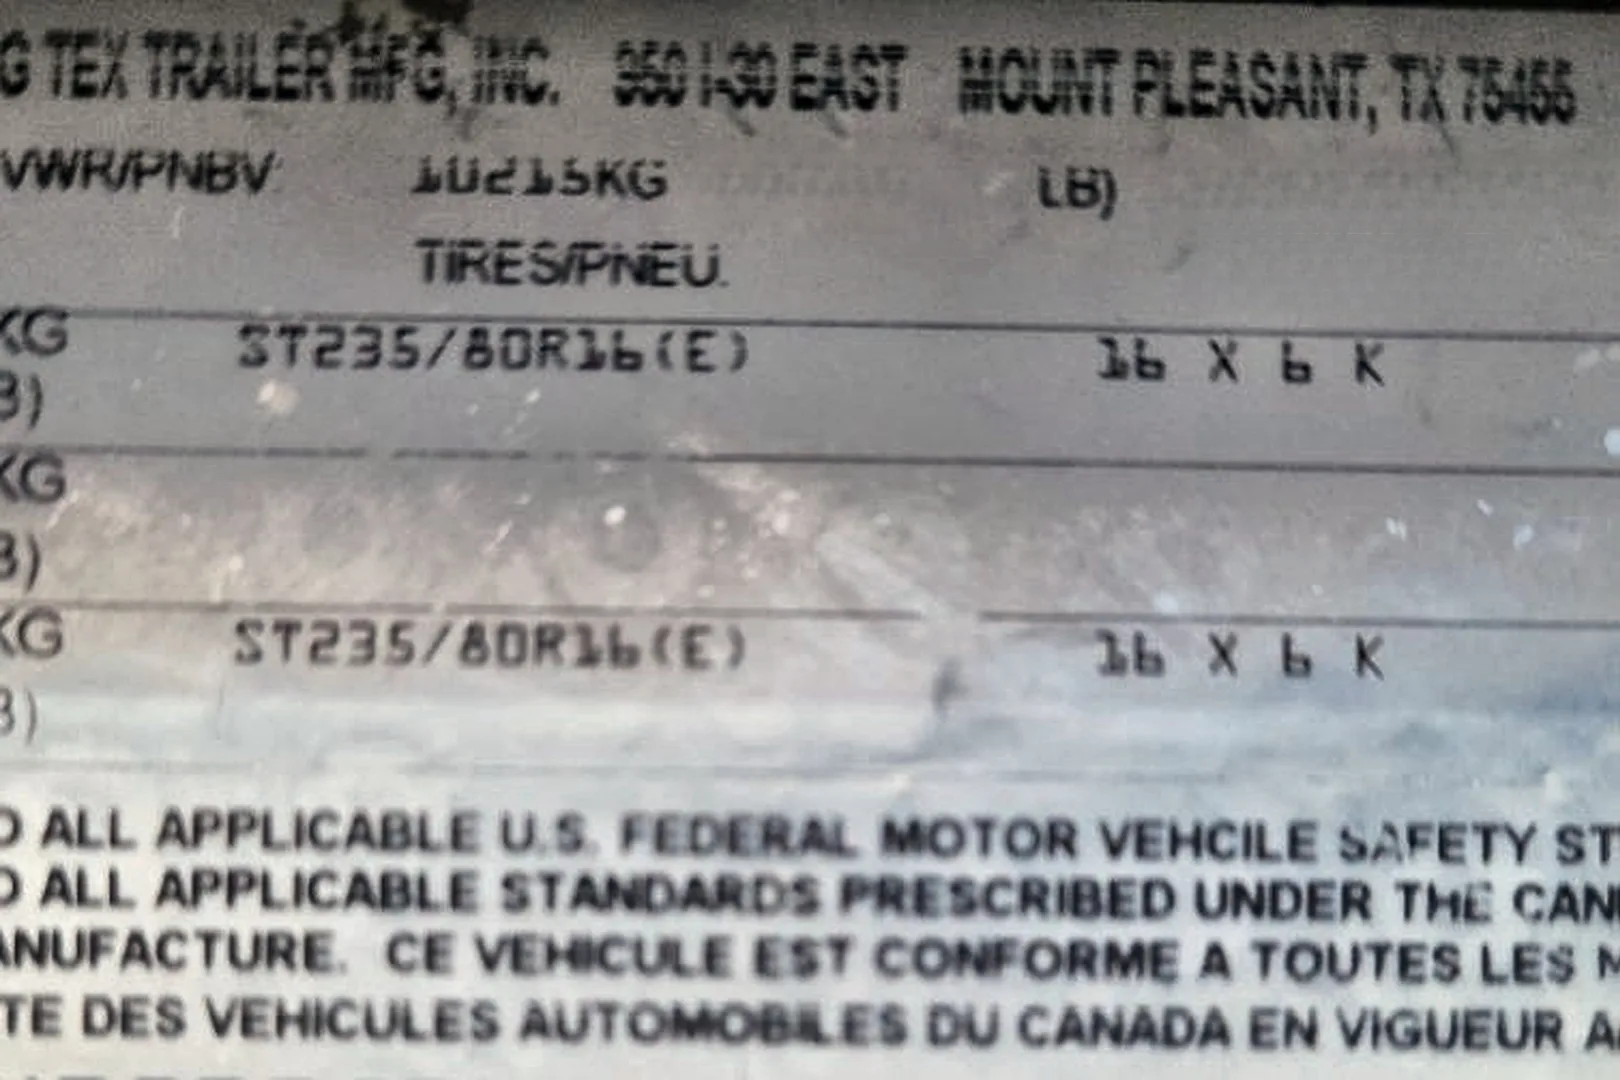 G TEX TRAILER MFG, INC. 950 I-30 EAST MOUNT PLEASANT, TX 75455
VWR/PNBV: 10215KG LB)
TIRES/PNEU.
KG ST235/80R16(E) 16 X 6 K
B)
KG
B)
KG ST235/80R16(E) 16 X 6 K
B)
O ALL APPLICABLE U.S. FEDERAL MOTOR VEHCILE SAFETY ST
O ALL APPLICABLE STANDARDS PRESCRIBED UNDER THE CAN
ANUFACTURE. CE VEHICULE EST CONFORME A TOUTES LES M
TE DES VEHICULES AUTOMOBILES DU CANADA EN VIGUEUR A